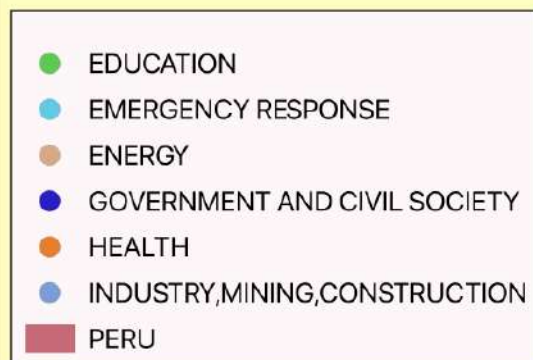 EDUCATION
EMERGENCY RESPONSE
ENERGY
GOVERNMENT AND CIVIL SOCIETY
HEALTH
INDUSTRY,MINING,CONSTRUCTION
PERU